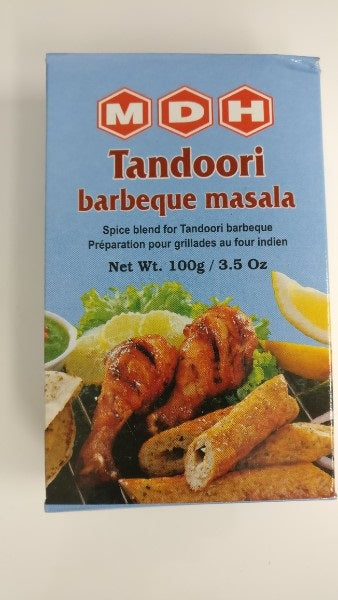 MDH
Tandoori
barbeque masala
Spice blend for Tandoori barbeque
Préparation pour grillades au four indien
Net Wt. 100g / 3.5 Oz